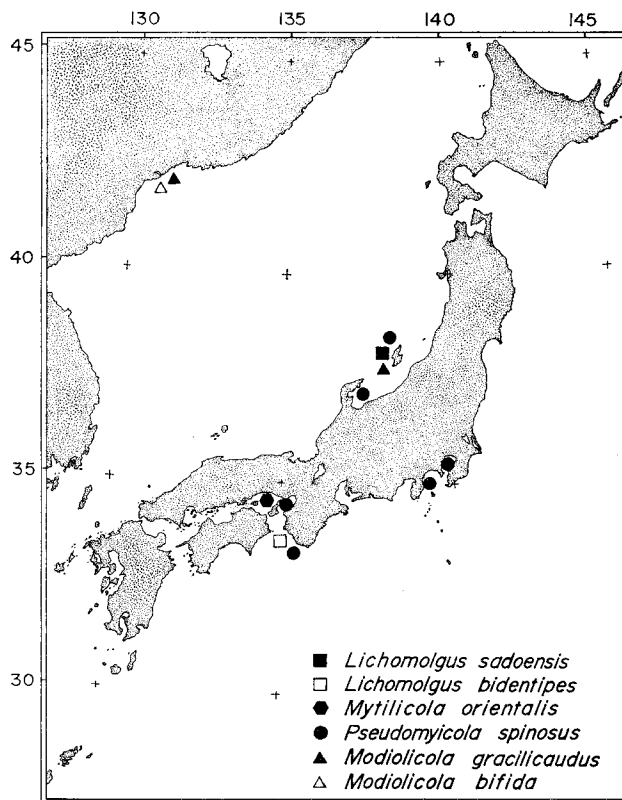 130 135 140 145
45
40
35
30
Lichomolgus sadoensis
Lichomolgus bidentipes
Mytilicola orientalis
Pseudomyicola spinosus
Modiolicola gracilicaudus
Modiolicola bifida